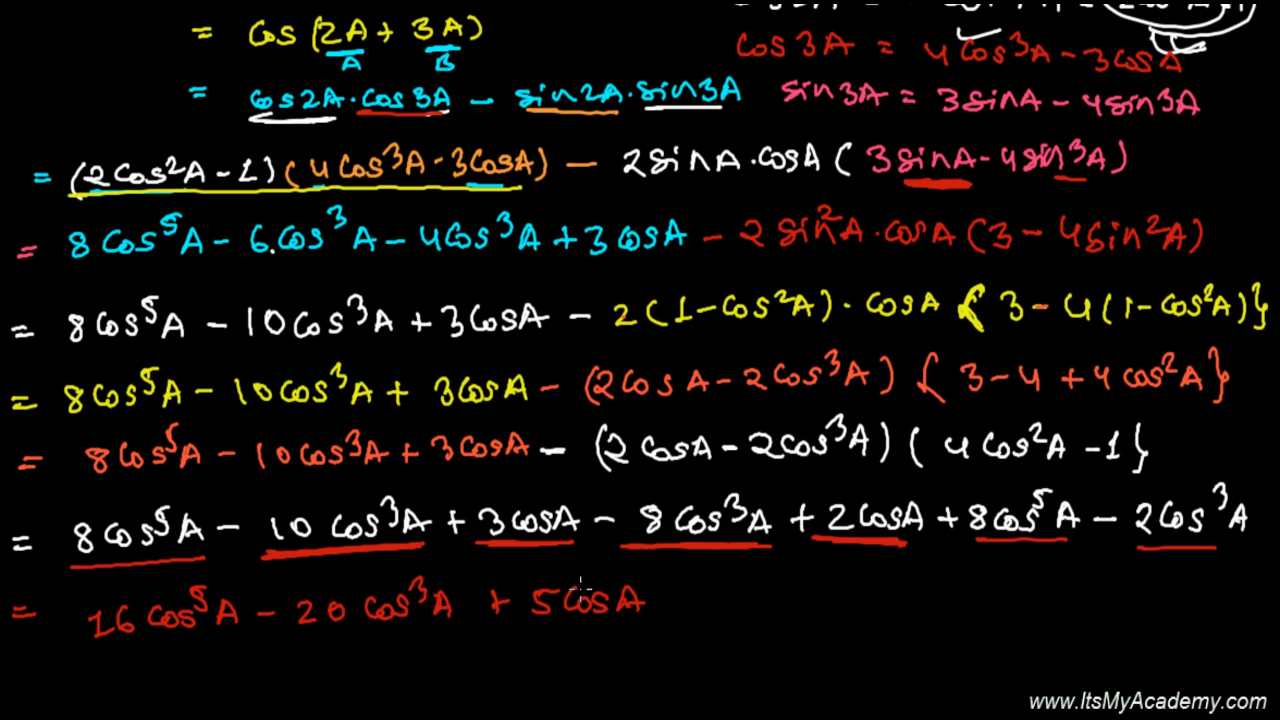 = cos (2A + 3A)
A B
cos 3A = 4cos³A - 3cosA
= cos2A · cos3A - sin2A · sin3A
sin3A = 3sinA - 4sin3A
= (2cos²A - 1) (4cos³A - 3cosA) - 2sinA · cosA (3sinA - 4sin³A)
= 8cos⁵A - 6.cos³A - 4cos³A + 3cosA - 2sin²A · cosA (3 - 4sin²A)
= 8cos⁵A - 10cos³A + 3cosA - 2(1-cos²A) · cosA { 3 - 4(1-cos²A)}
= 8cos⁵A - 10cos³A + 3cosA - (2cosA - 2cos³A) { 3 - 4 + 4cos²A }
= 8cos⁵A - 10cos³A + 3cosA - (2cosA - 2cos³A) ( 4cos²A - 1 }
= 8cos⁵A - 10cos³A + 3cosA - 8cos³A + 2cosA + 8cos⁵A - 2cos³A
= 16cos⁵A - 20cos³A + 5cosA
www.ItsMyAcademy.com